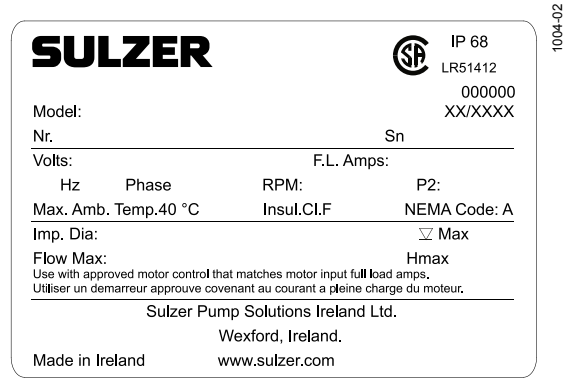 SULZER
SA
IP 68
LR51412
1004-02
000000
Model: XX/XXXX
Nr. Sn
Volts: F.L. Amps:
Hz Phase RPM: P2:
Max. Amb. Temp.40 °C Insul.Cl.F NEMA Code: A
Imp. Dia: Max
Flow Max: Hmax
Use with approved motor control that matches motor input full load amps.
Utiliser un demarreur approuve covenant au courant a pleine charge du moteur.
Sulzer Pump Solutions Ireland Ltd.
Wexford, Ireland.
Made in Ireland www.sulzer.com